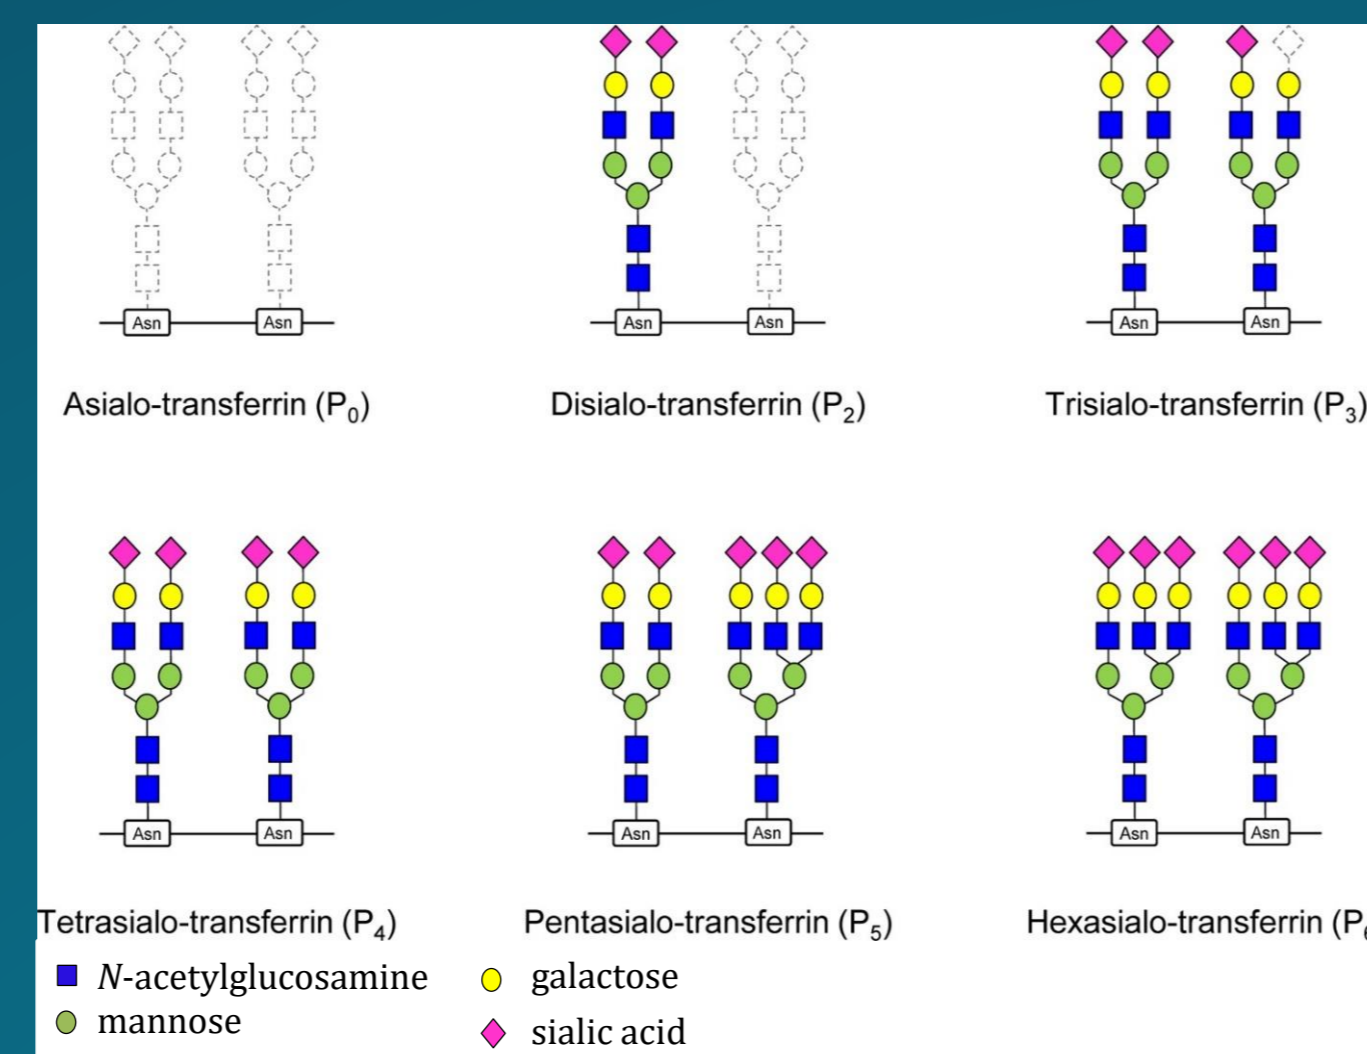 Asn Asn Asn Asn Asn Asn
Asialo-transferrin (P₀) Disialo-transferrin (P₂) Trisialo-transferrin (P₃)
Asn Asn Asn Asn Asn Asn
Tetrasialo-transferrin (P₄) Pentasialo-transferrin (P₅) Hexasialo-transferrin (P₆
N-acetylglucosamine galactose
mannose sialic acid